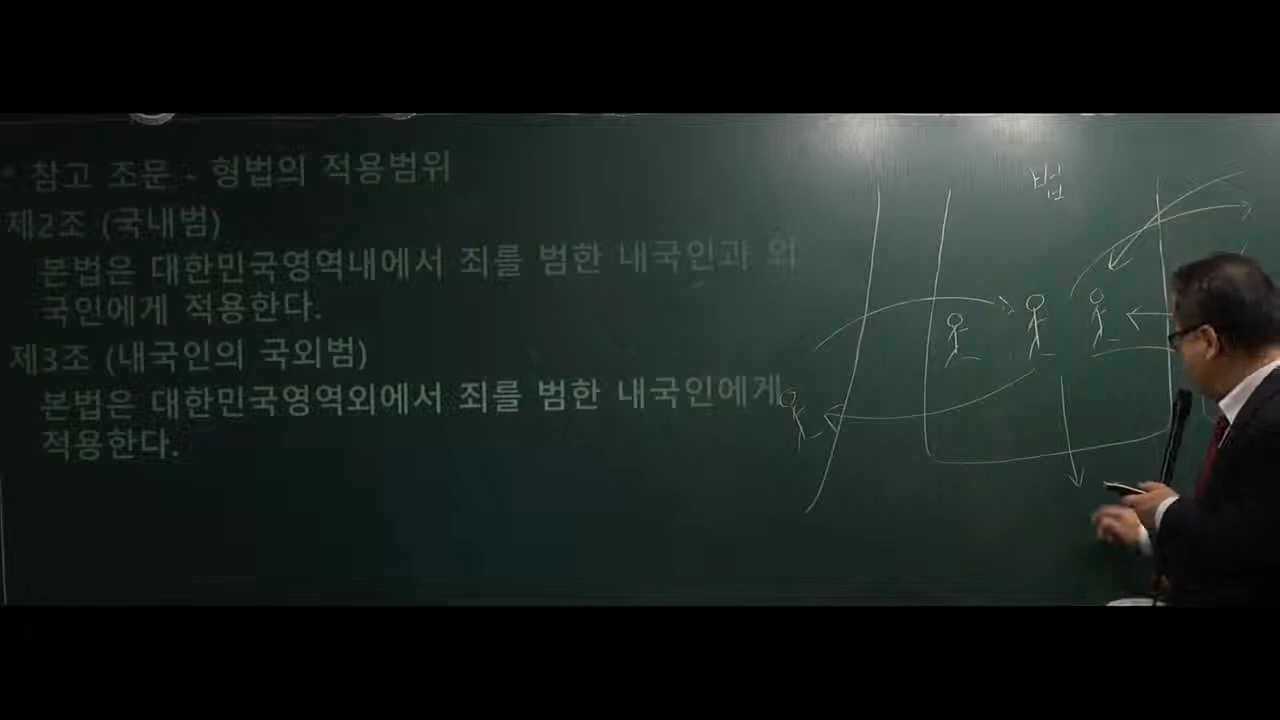 * 참고 조문 - 형법의 적용범위
제2조 (국내범)
본법은 대한민국영역내에서 죄를 범한 내국인과 외
국인에게 적용한다.
제3조 (내국인의 국외범)
본법은 대한민국영역외에서 죄를 범한 내국인에게
적용한다.
법